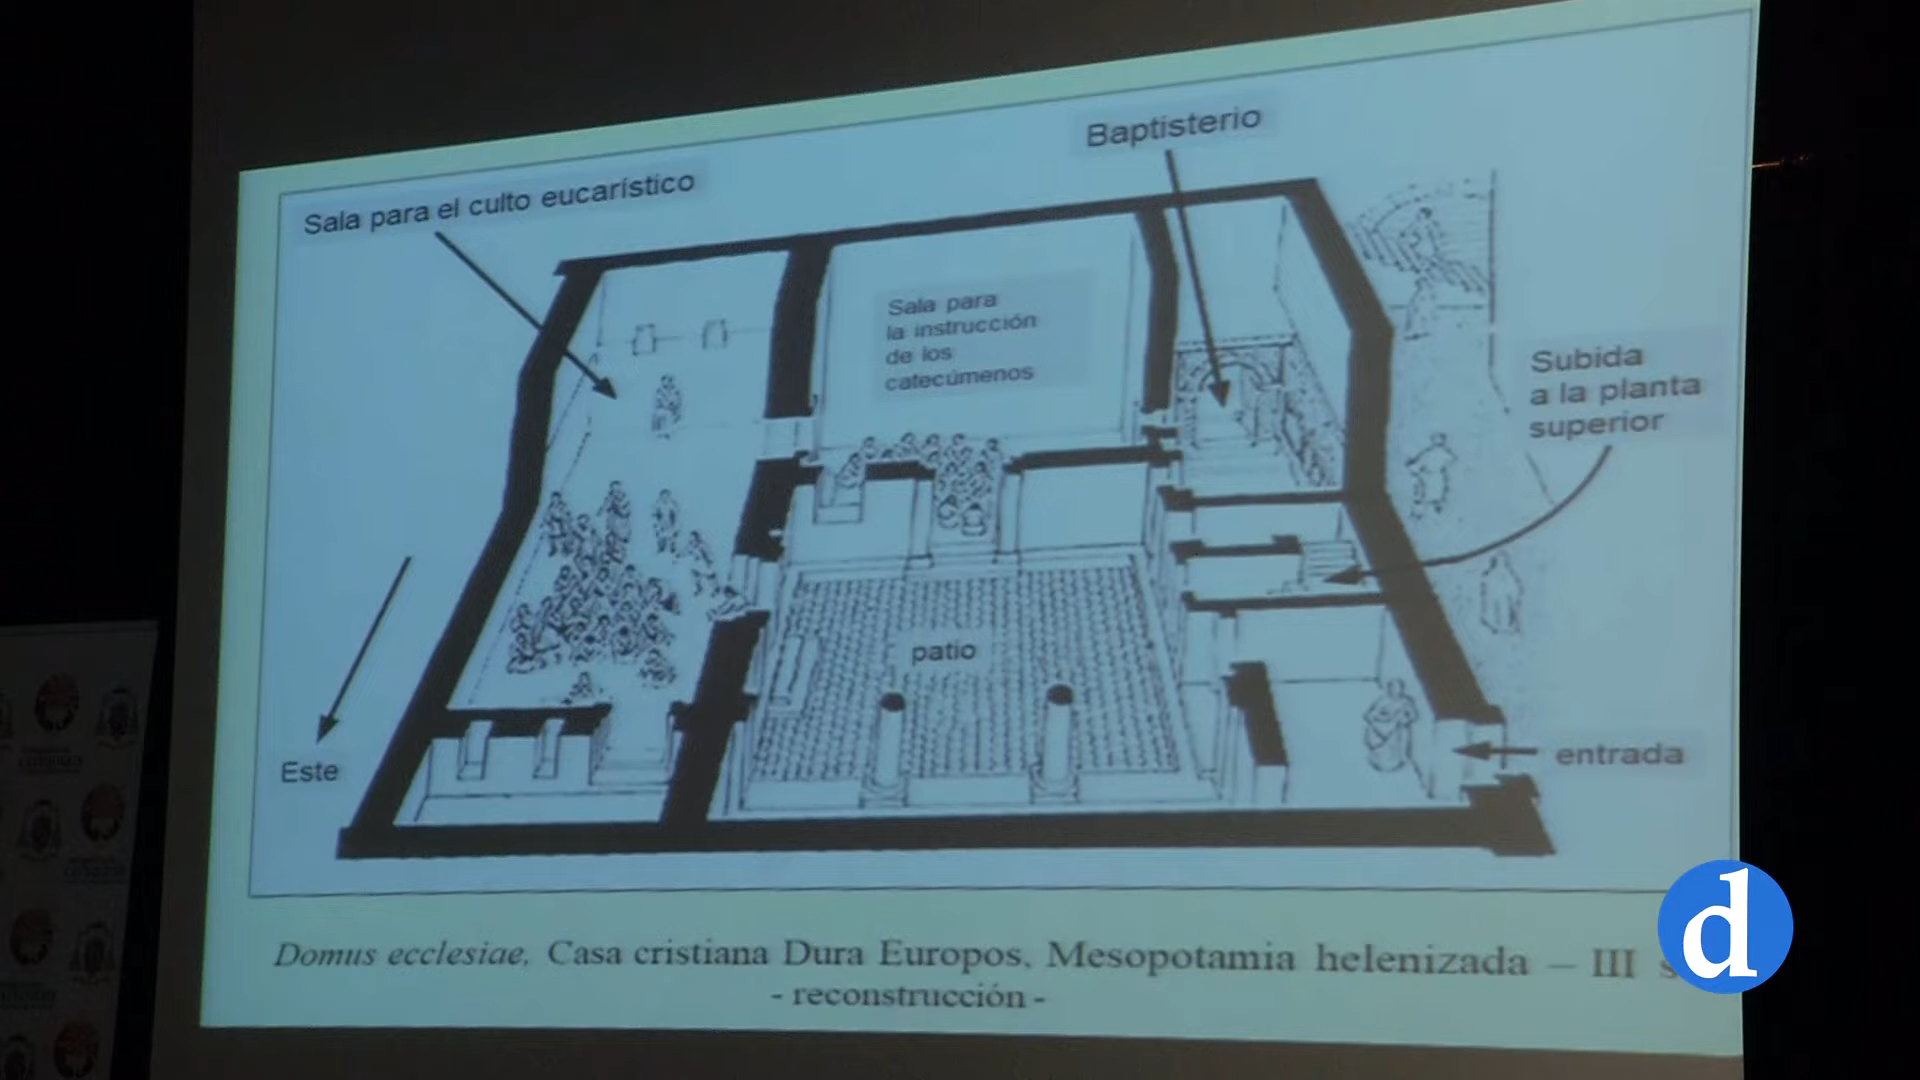 Baptisterio
Sala para el culto eucarístico
Sala para
la instrucción
de los
catecúmenos
Subida
a la planta
superior
patio
entrada
Este
Domus ecclesiae, Casa cristiana Dura Europos, Mesopotamia helenizada – III
- reconstrucción -
d